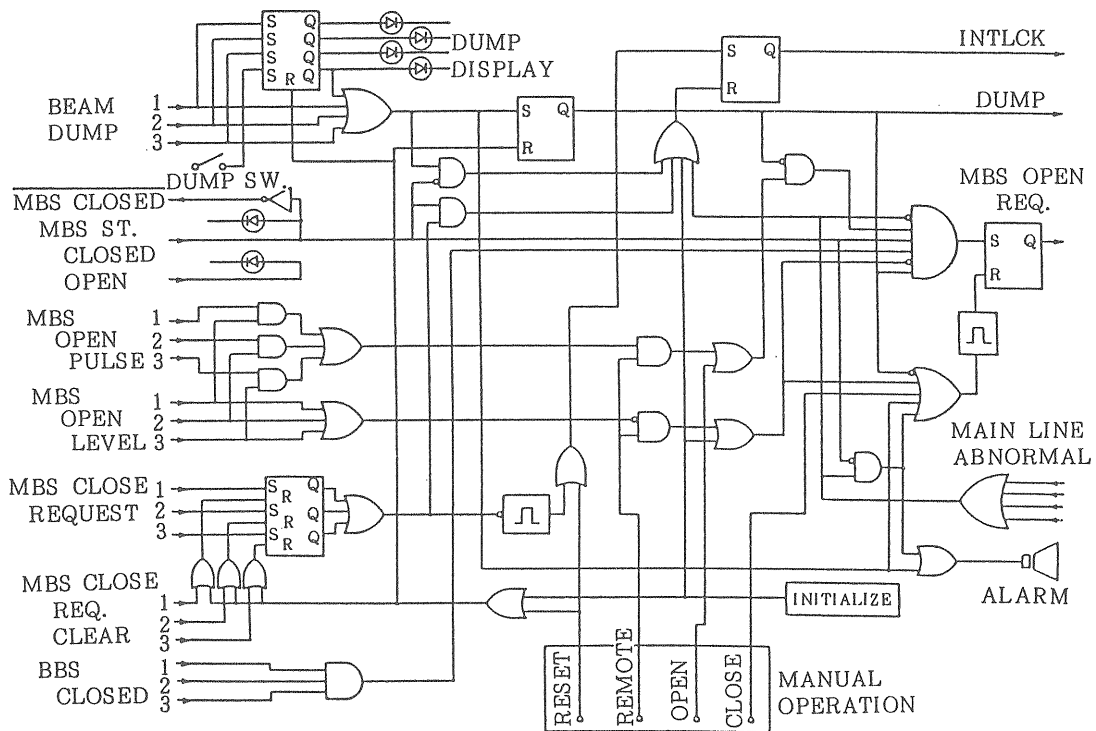 S Q
S Q
S Q
S R Q
DUMP
DISPLAY
BEAM 1
DUMP 2
3
DUMP SW.
MBS CLOSED
MBS ST.
CLOSED
OPEN
MBS 1
OPEN 2
PULSE 3
MBS 1
OPEN 2
LEVEL 3
MBS CLOSE 1
REQUEST 2
3
S Q
R
S Q
R
S Q
R
MBS CLOSE
REQ. 1
CLEAR 2
3
BBS 1
CLOSED 2
3
S Q
R
S Q
R
INTLCK
DUMP
MBS OPEN
REQ.
S Q
R
MAIN LINE
ABNORMAL
ALARM
INITIALIZE
RESET
REMOTE
OPEN
CLOSE
MANUAL
OPERATION